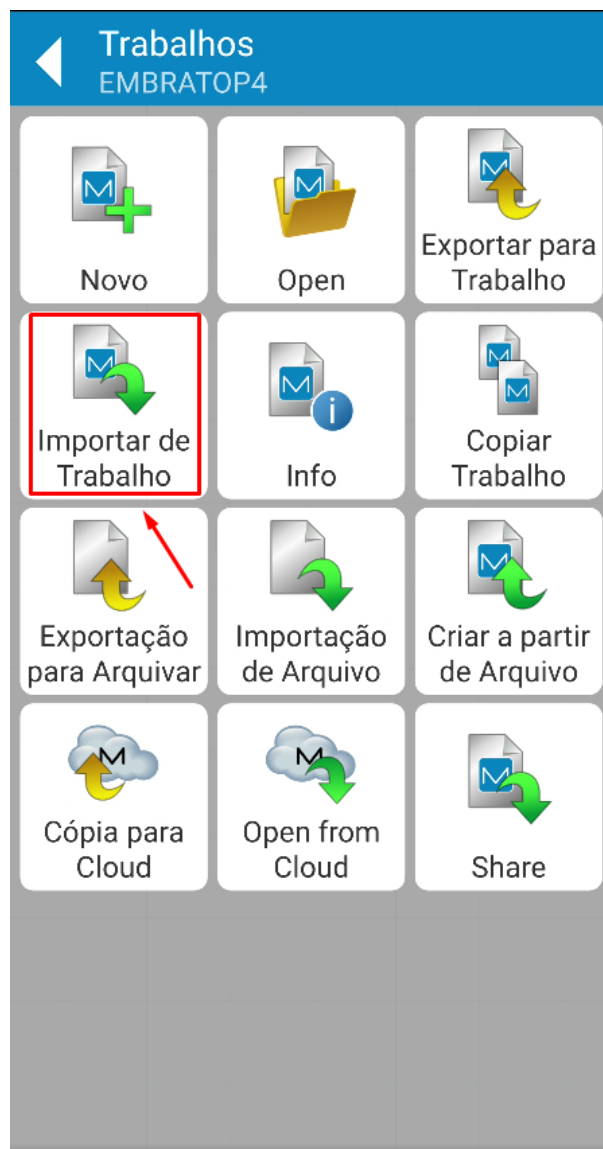 Trabalhos
EMBRATOP4
Novo
Open
Exportar para
Trabalho
Importar de
Trabalho
Info
Copiar
Trabalho
Exportação
para Arquivar
Importação
de Arquivo
Criar a partir
de Arquivo
Cópia para
Cloud
Open from
Cloud
Share